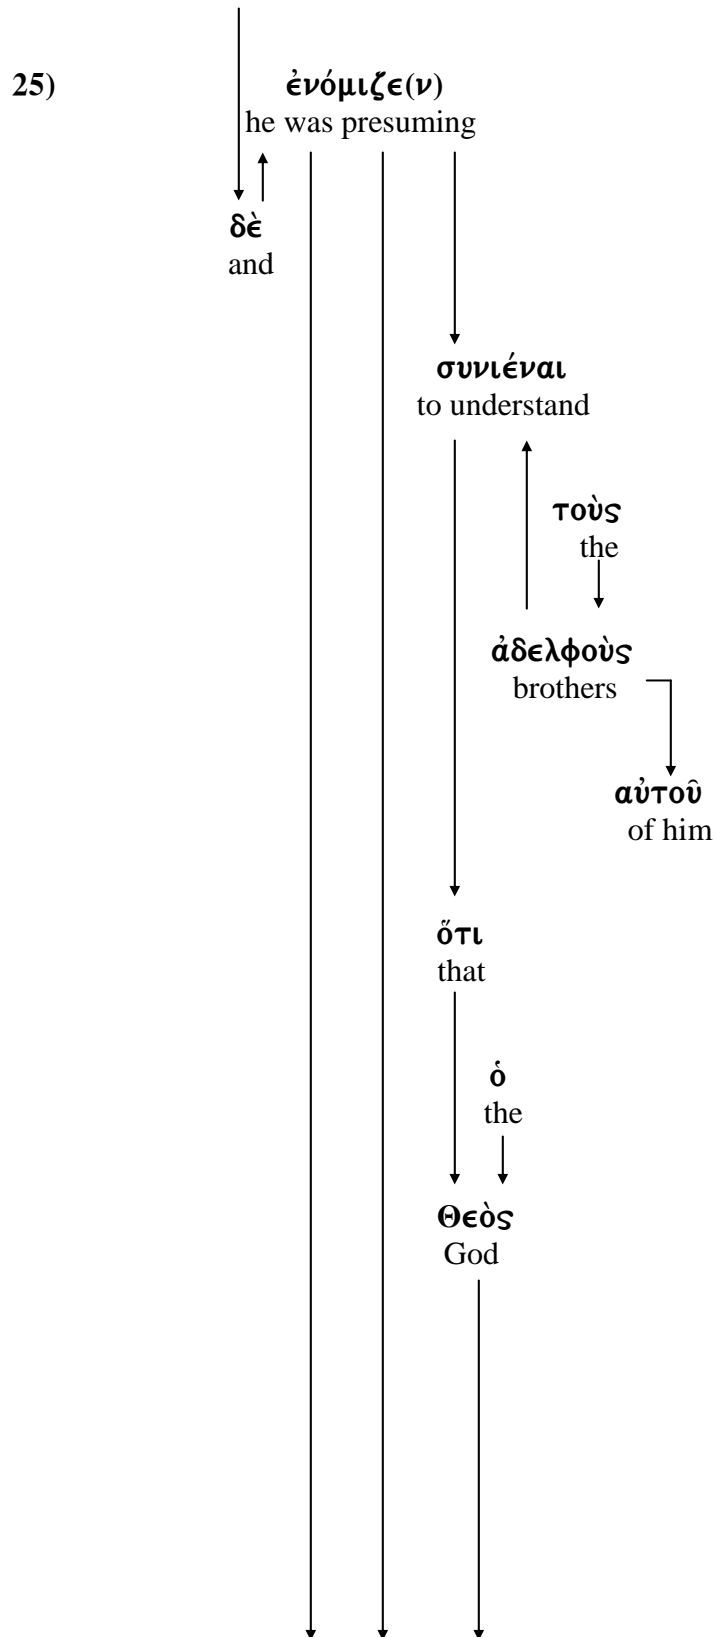 25) ἐνόμιζε(ν)
he was presuming
δὲ
and
συνιέναι
to understand
τοὺς
the
ἀδελφοὺς
brothers
αὐτοῦ
of him
ὅτι
that
ὁ
the
Θεὸς
God